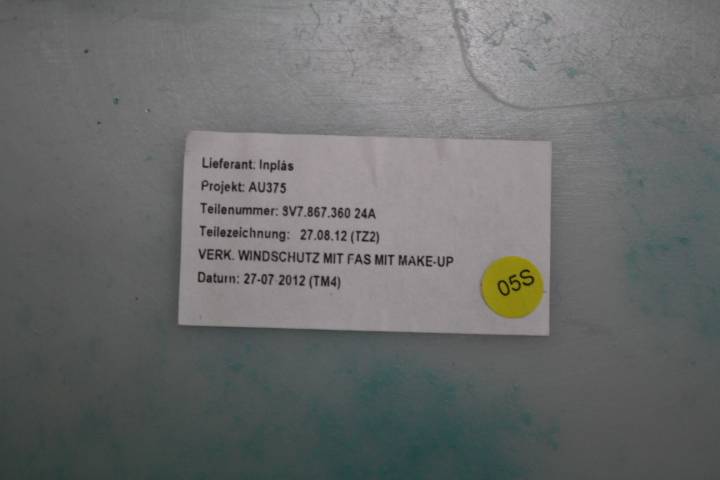 Lieferant: Inplás
Projekt: AU375
Teilenummer: 8V7.867.360 24A
Teilezeichnung: 27.08.12 (TZ2)
VERK. WINDSCHUTZ MIT FAS MIT MAKE-UP
Datum: 27-07 2012 (TM4)
05S